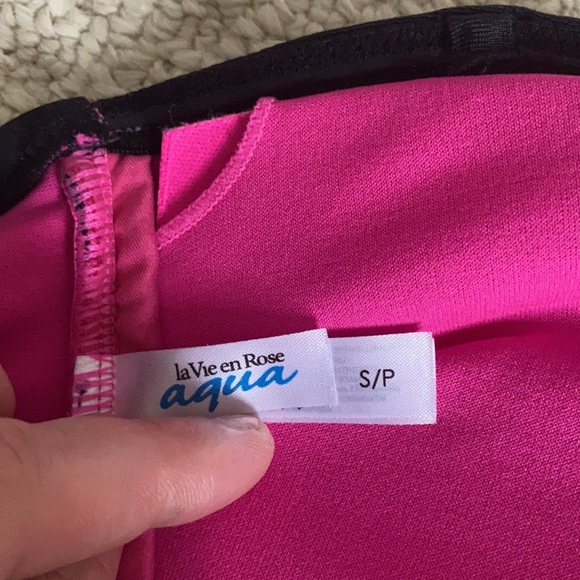 la Vie en Rose
aqua
S/P